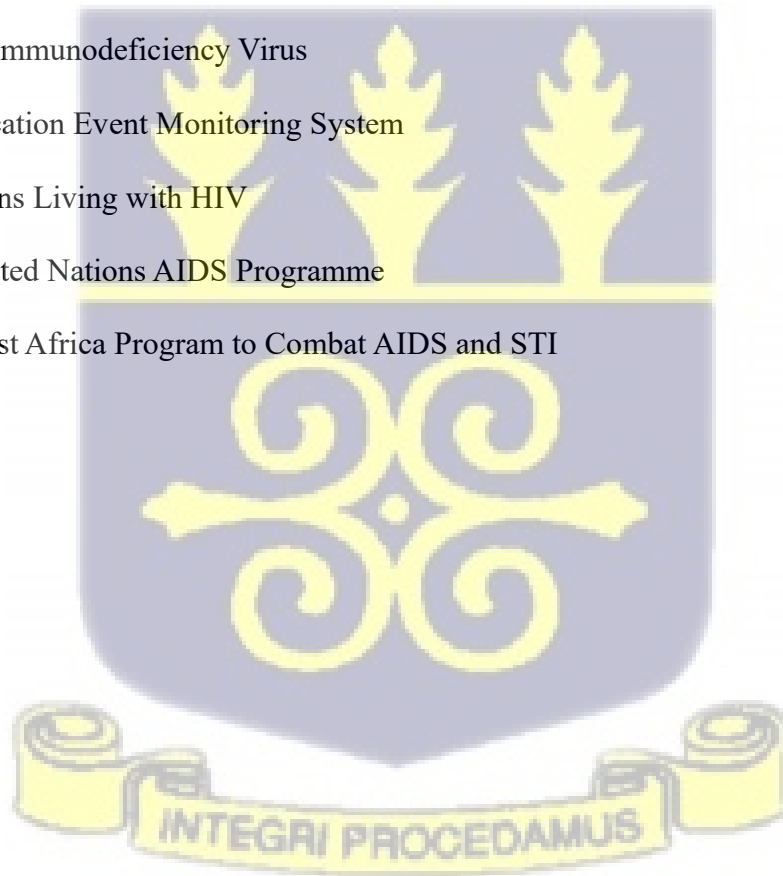 mmunodeficiency Virus
ation Event Monitoring System
ns Living with HIV
ted Nations AIDS Programme
st Africa Program to Combat AIDS and STI
INTEGRI PROCEDAMUS